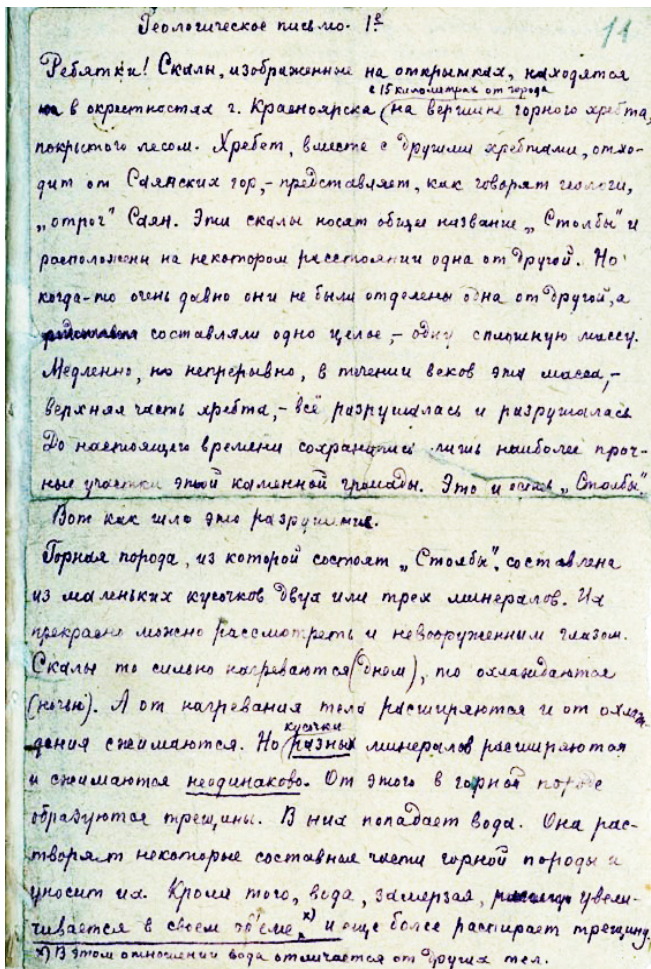 Геологическое письмо. 1е
11
Ребятки! Скалы, изображенные на открытках, находятся
в 15 километрах от города
в окрестностях г. Красноярска (на вершине горного хребта,
покрытого лесом. Хребет, вместе с другими хребтами, отхо-
дит от Саянских гор,- представляет, как говорят геологи,
„отрог" Саян. Эти скалы носят общее название „Столбы" и
расположены на некотором расстоянии одна от другой. Но
когда-то очень давно они не были отделены одна от другой, а
составляли одно целое,- одну сплошную массу.
Медленно, но непрерывно, в течении веков эта масса,-
верхняя часть хребта,- всё разрушалась и разрушалась
До настоящего времени сохранились лишь наиболее проч-
ные участки этой каменной громады. Это и есть „Столбы".
Вот как шло это разрушение.
Горная порода, из которой состоят „Столбы", составлена
из маленьких кусочков двух или трех минералов. Их
прекрасно можно рассмотреть и невооруженним глазом.
Скалы то сильно нагреваются (днем), то охлаждаются
(ночью). А от нагревания тела расширяются и от охлаж-
кусочки
дения сжимаются. Но (разных минералов расширяются
и сжимаются неодинаково. От этого в горной породе
образуются трещины. В них попадает вода. Она рас-
творяет некоторые составные части горной породы и
уносит их. Кроме того, вода, замерзая, увели-
чивается в своем об'еме, х) и еще более расширает трещину.
х) В этом отношении вода отличается от других тел.